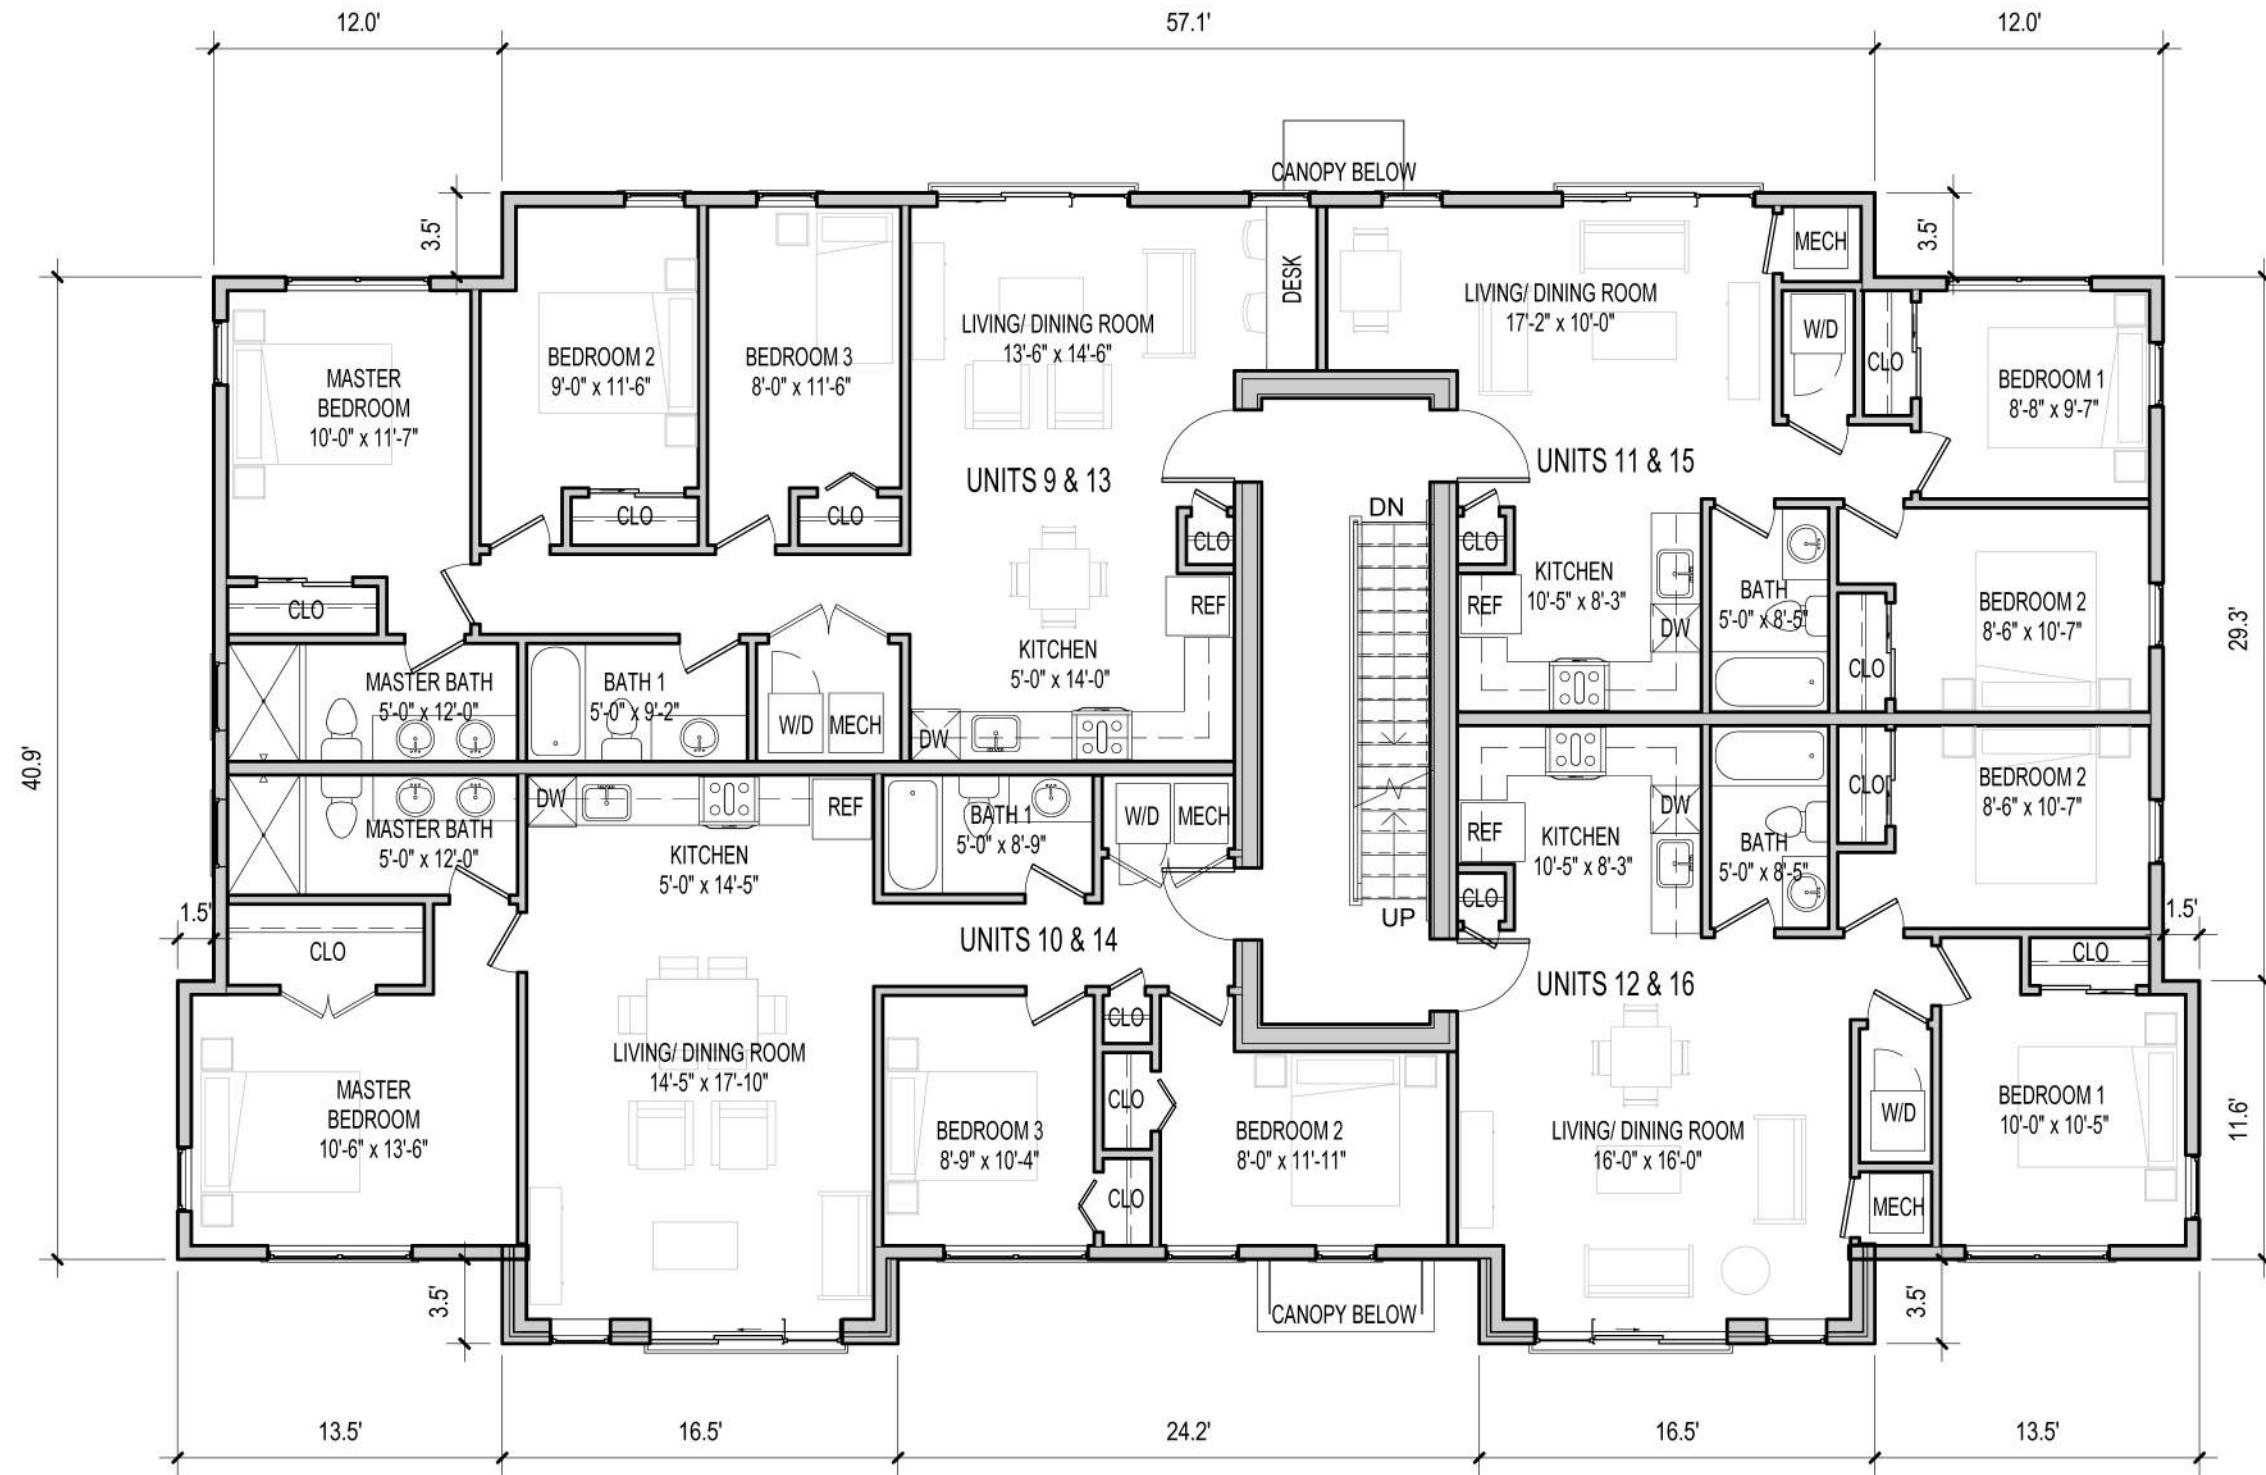 12.0'
57.1'
12.0'
CANOPY BELOW
3.5'
3.5'
MECH
DESK
LIVING/ DINING ROOM
13'-6" x 14'-6"
LIVING/ DINING ROOM
17'-2" x 10'-0"
W/D
CLO
BEDROOM 2
9'-0" x 11'-6"
BEDROOM 3
8'-0" x 11'-6"
MASTER
BEDROOM
10'-0" x 11'-7"
BEDROOM 1
8'-8" x 9'-7"
UNITS 9 & 13
UNITS 11 & 15
CLO
CLO
DN
CLO
CLO
CLO
KITCHEN
10'-5" x 8'-3"
BATH
5'-0" x 8'-5"
BEDROOM 2
8'-6" x 10'-7"
REF
REF
DW
29.3'
KITCHEN
5'-0" x 14'-0"
CLO
MASTER BATH
5'-0" x 12'-0"
BATH 1
5'-0" x 9'-2"
W/D
MECH
DW
40.9'
CLO
BEDROOM 2
8'-6" x 10'-7"
DW
REF
W/D
MECH
BATH 1
5'-0" x 8'-9"
DW
REF
MASTER BATH
5'-0" x 12'-0"
KITCHEN
5'-0" x 14'-5"
KITCHEN
10'-5" x 8'-3"
BATH
5'-0" x 8'-5"
CLO
1.5'
UP
1.5'
CLO
UNITS 10 & 14
CLO
UNITS 12 & 16
CLO
LIVING/ DINING ROOM
14'-5" x 17'-10"
MASTER
BEDROOM
10'-6" x 13'-6"
CLO
W/D
BEDROOM 1
10'-0" x 10'-5"
11.6'
BEDROOM 3
8'-9" x 10'-4"
BEDROOM 2
8'-0" x 11'-11"
LIVING/ DINING ROOM
16'-0" x 16'-0"
CLO
MECH
3.5'
CANOPY BELOW
3.5'
13.5'
16.5'
24.2'
16.5'
13.5'